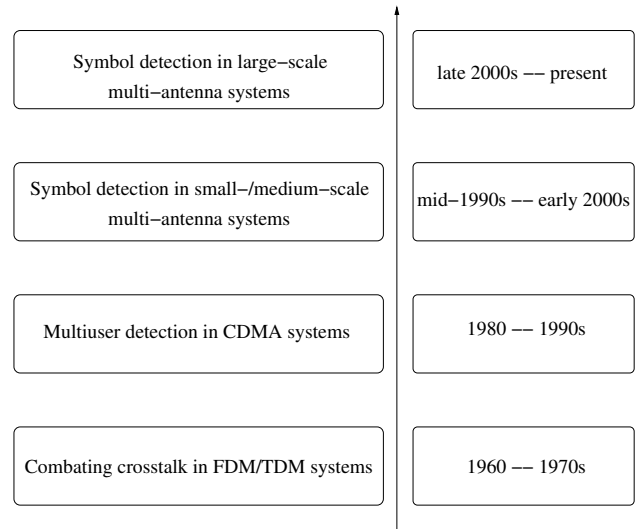 Symbol detection in large−scale
multi−antenna systems
late 2000s −− present
Symbol detection in small−/medium−scale
multi−antenna systems
mid−1990s −− early 2000s
Multiuser detection in CDMA systems
1980 −− 1990s
Combating crosstalk in FDM/TDM systems
1960 −− 1970s